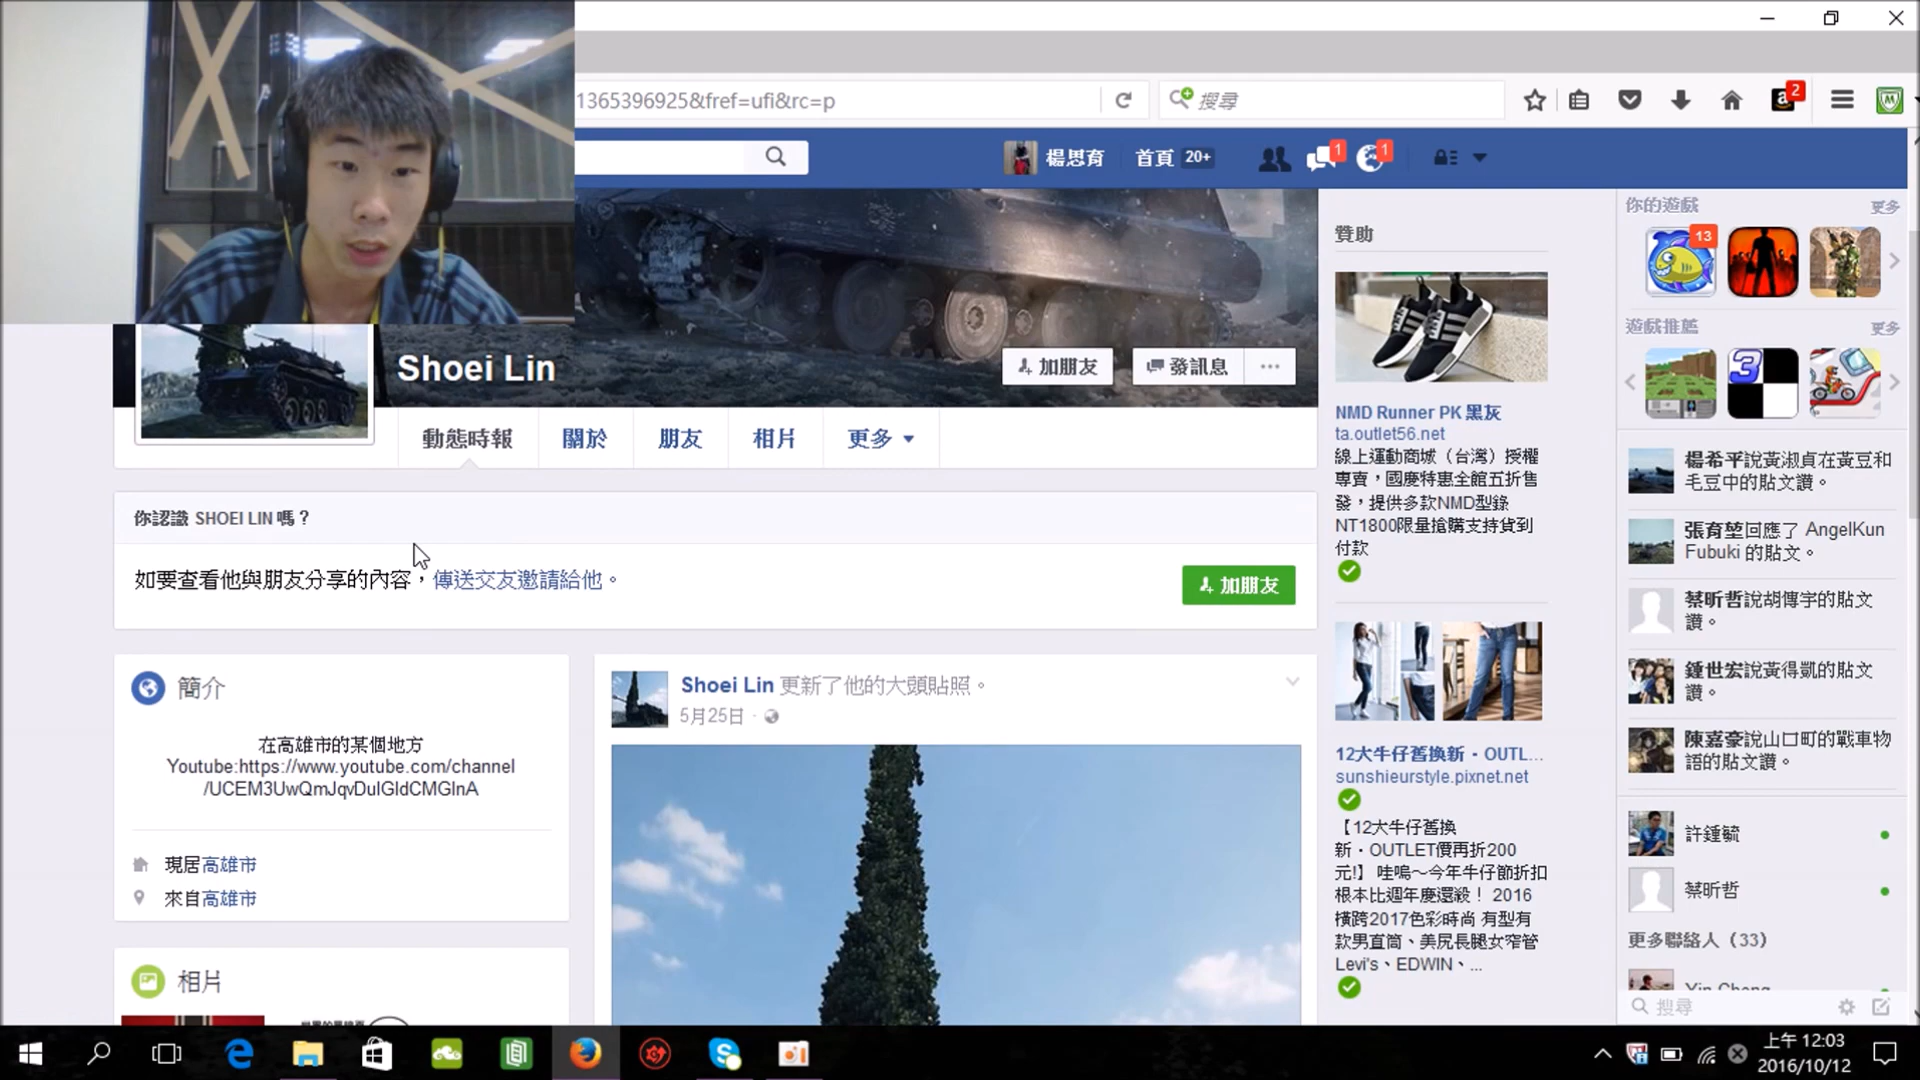 1365396925&fref=ufi&rc=p
搜尋
2
楊思育
首頁 20+
1
1
Shoei Lin
加朋友
發訊息
動態時報
關於
朋友
相片
更多
你認識 SHOEI LIN 嗎？
如要查看他與朋友分享的內容，傳送交友邀請給他。
加朋友
簡介
在高雄市的某個地方
Youtube:https://www.youtube.com/channel
/UCEM3UwQmJqvDulGldCMGlnA
現居高雄市
來自高雄市
相片
Shoei Lin 更新了他的大頭貼照。
5月25日
贊助
NMD Runner PK 黑灰
ta.outlet56.net
線上運動商城（台灣）授權
專賣，國慶特惠全館五折售
發，提供多款NMD型錄
NT1800限量搶購支持貨到
付款
12大牛仔舊換新・OUTL...
sunshieurstyle.pixnet.net
【12大牛仔舊換
新・OUTLET價再折200
元!】 哇嗚～今年牛仔節折扣
根本比週年慶還殺！ 2016
橫跨2017色彩時尚 有型有
款男直筒、美尻長腿女窄管
Levi's、EDWIN、...
你的遊戲
更多
13
遊戲推薦
更多
3
楊希平說黃淑貞在黃豆和
毛豆中的貼文讚。
張育堃回應了 AngelKun
Fubuki 的貼文。
蔡昕哲說胡傳宇的貼文
讚。
鍾世宏說黃得凱的貼文
讚。
陳嘉豪說山口町的戰車物
語的貼文讚。
許鍾毓
蔡昕哲
更多聯絡人（33）
Yin Cheng
搜尋
上午 12:03
2016/10/12